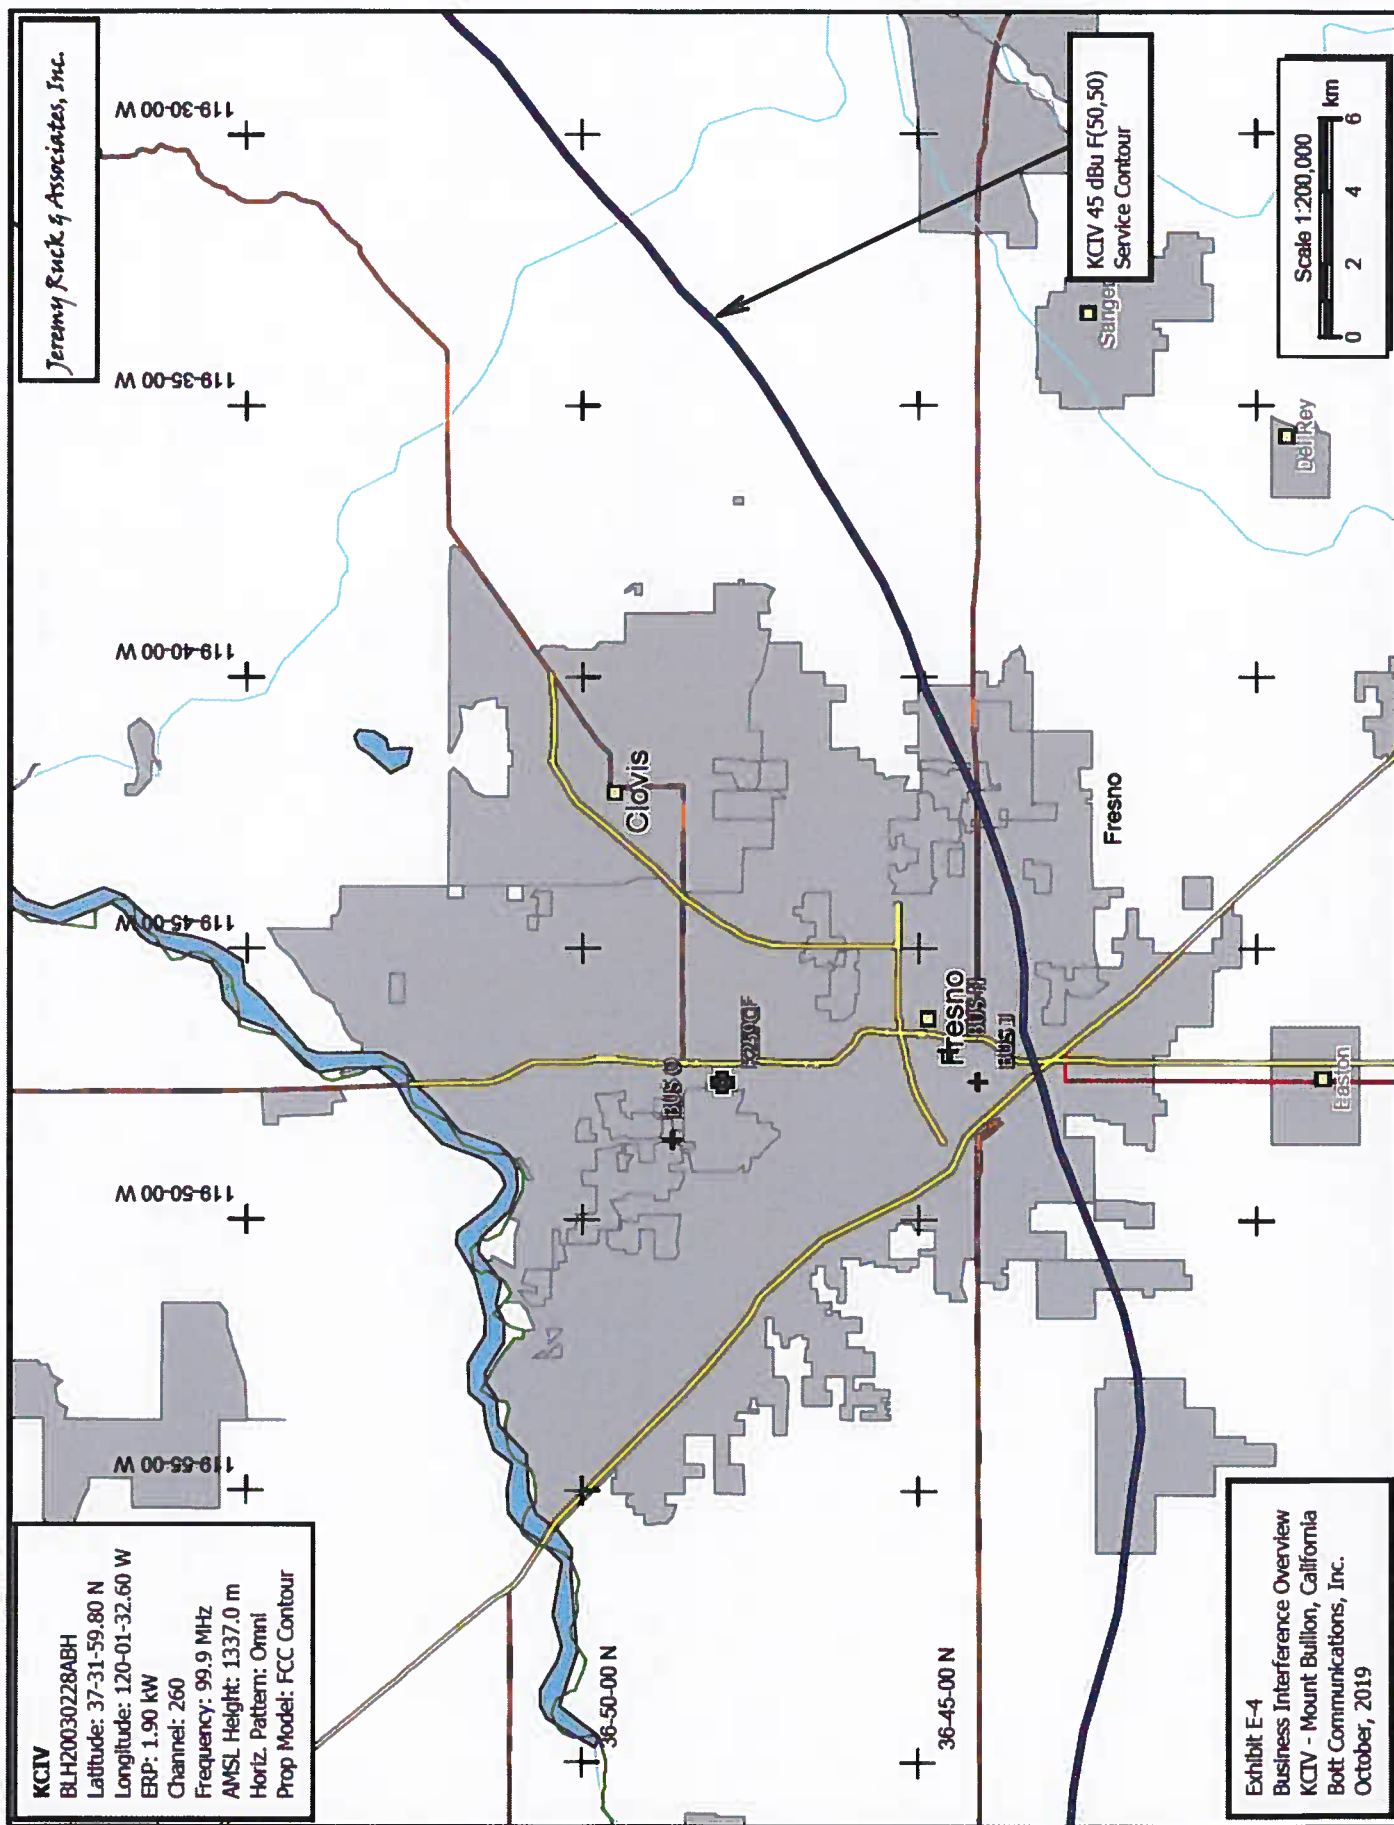 KCIV
BLH20030228ABH
Latitude: 37-31-59.80 N
Longitude: 120-01-32.60 W
ERP: 1.90 kW
Channel: 260
Frequency: 99.9 MHz
AMSL Height: 1337.0 m
Horiz. Pattern: Omni
Prop Model: FCC Contour
Jeremy Ruck & Associates, Inc.
119-55-00 W
119-50-00 W
119-45-00 W
119-40-00 W
119-35-00 W
119-30-00 W
36-50-00 N
36-45-00 N
Clovis
BUS
Fresno
BUS
BUS
Fresno
Easton
Del Rey
KCIV 45 dBu F(50,50)
Service Contour
Scale 1:200,000
0 2 4 6 km
Exhibit E-4
Business Interference Overview
KCIV - Mount Bullion, California
Bott Communications, Inc.
October, 2019